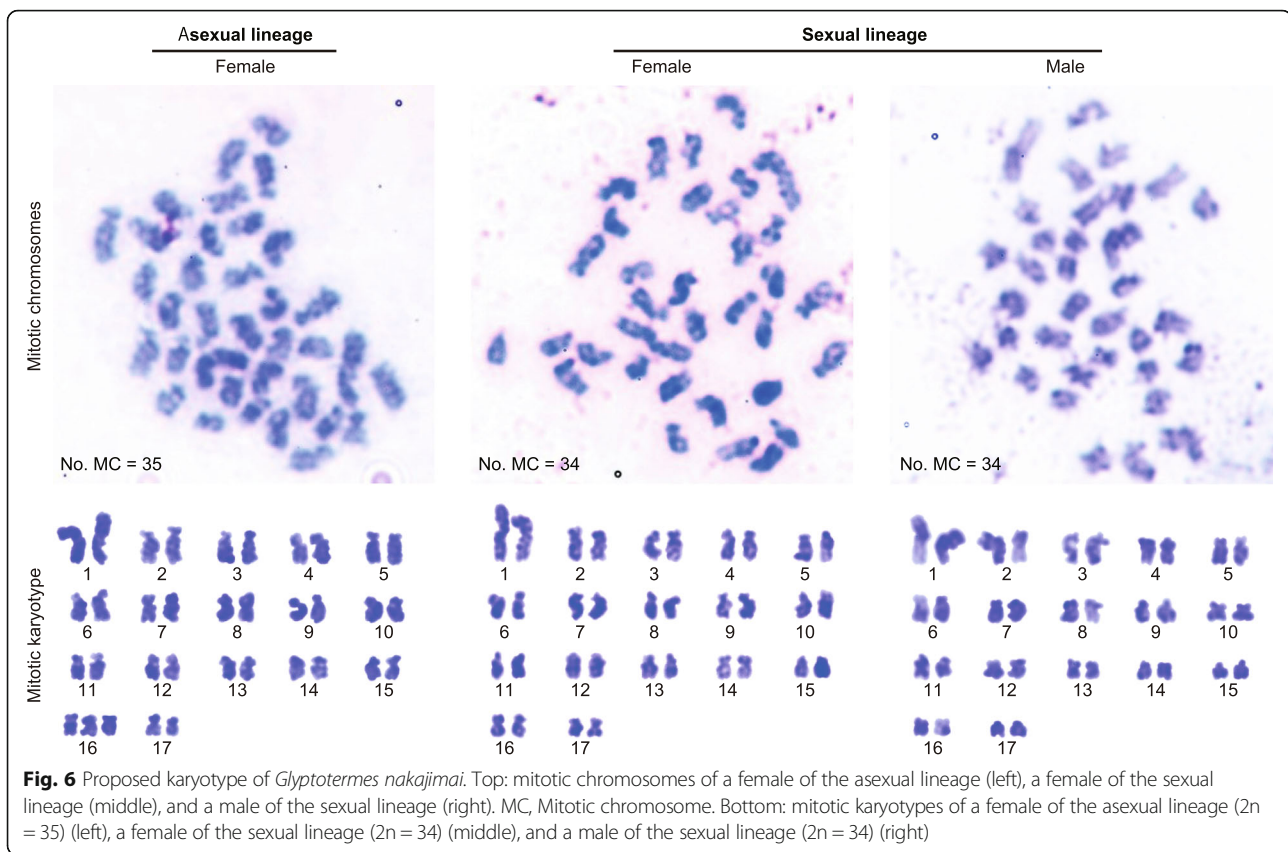 Asexual lineage
Sexual lineage
Female
Female
Male
Mitotic chromosomes
No. MC = 35
No. MC = 34
No. MC = 34
Mitotic karyotype
1 2 3 4 5
6 7 8 9 10
11 12 13 14 15
16 17
1 2 3 4 5
6 7 8 9 10
11 12 13 14 15
16 17
1 2 3 4 5
6 7 8 9 10
11 12 13 14 15
16 17
Fig. 6 Proposed karyotype of Glyptotermes nakajimai. Top: mitotic chromosomes of a female of the asexual lineage (left), a female of the sexual
lineage (middle), and a male of the sexual lineage (right). MC, Mitotic chromosome. Bottom: mitotic karyotypes of a female of the asexual lineage (2n
= 35) (left), a female of the sexual lineage (2n = 34) (middle), and a male of the sexual lineage (2n = 34) (right)